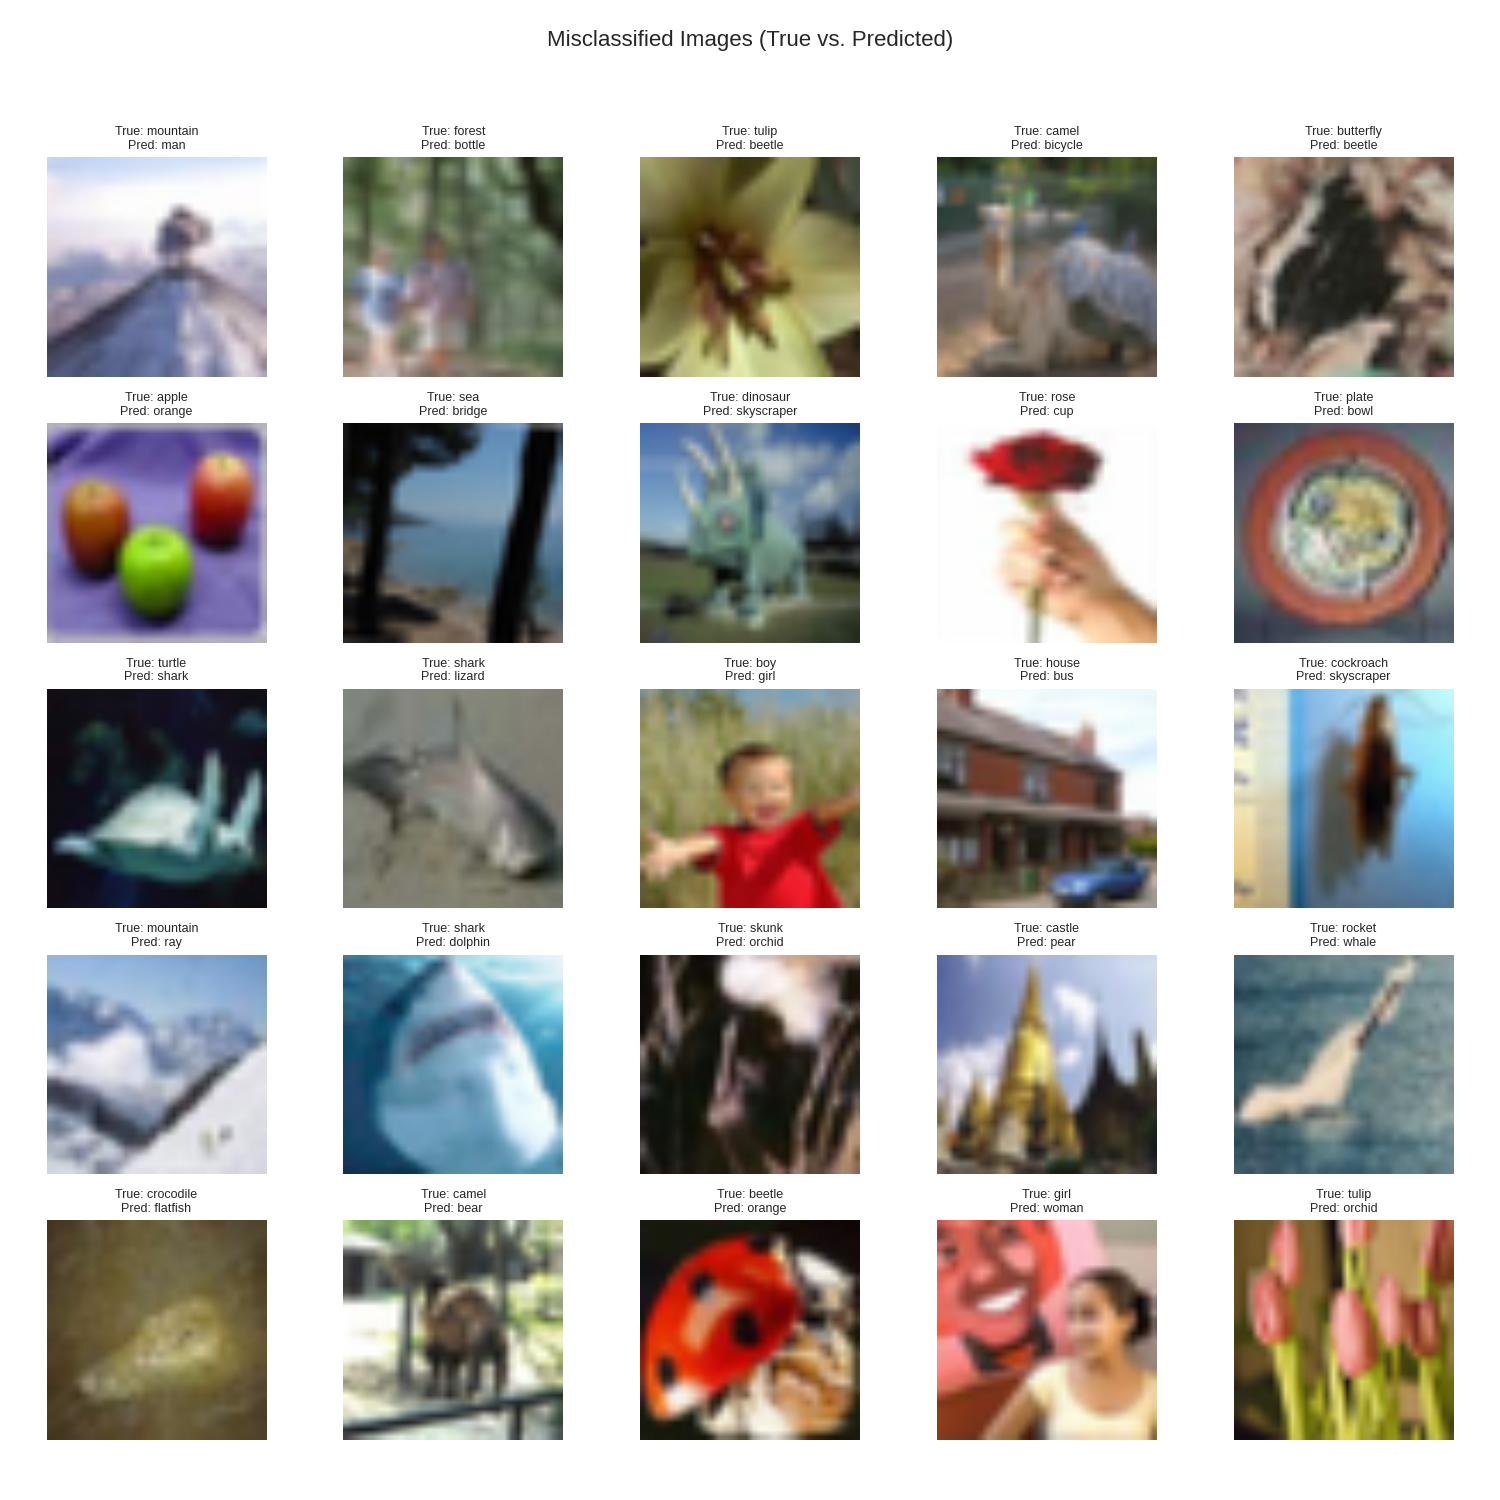 Misclassified Images (True vs. Predicted)
True: mountain
Pred: man
True: forest
Pred: bottle
True: tulip
Pred: beetle
True: camel
Pred: bicycle
True: butterfly
Pred: beetle
True: apple
Pred: orange
True: sea
Pred: bridge
True: dinosaur
Pred: skyscraper
True: rose
Pred: cup
True: plate
Pred: bowl
True: turtle
Pred: shark
True: shark
Pred: lizard
True: boy
Pred: girl
True: house
Pred: bus
True: cockroach
Pred: skyscraper
True: mountain
Pred: ray
True: shark
Pred: dolphin
True: skunk
Pred: orchid
True: castle
Pred: pear
True: rocket
Pred: whale
True: crocodile
Pred: flatfish
True: camel
Pred: bear
True: beetle
Pred: orange
True: girl
Pred: woman
True: tulip
Pred: orchid